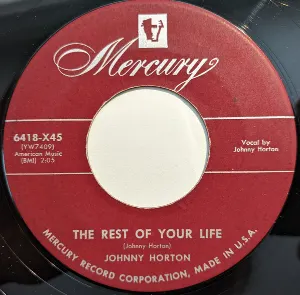 Mercury
6418-X45
(YW7409)
American Music
(BMI) 2:05
Vocal by
Johnny Horton
THE REST OF YOUR LIFE
(Johnny Horton)
JOHNNY HORTON
MERCURY RECORD CORPORATION, MADE IN U.S.A.